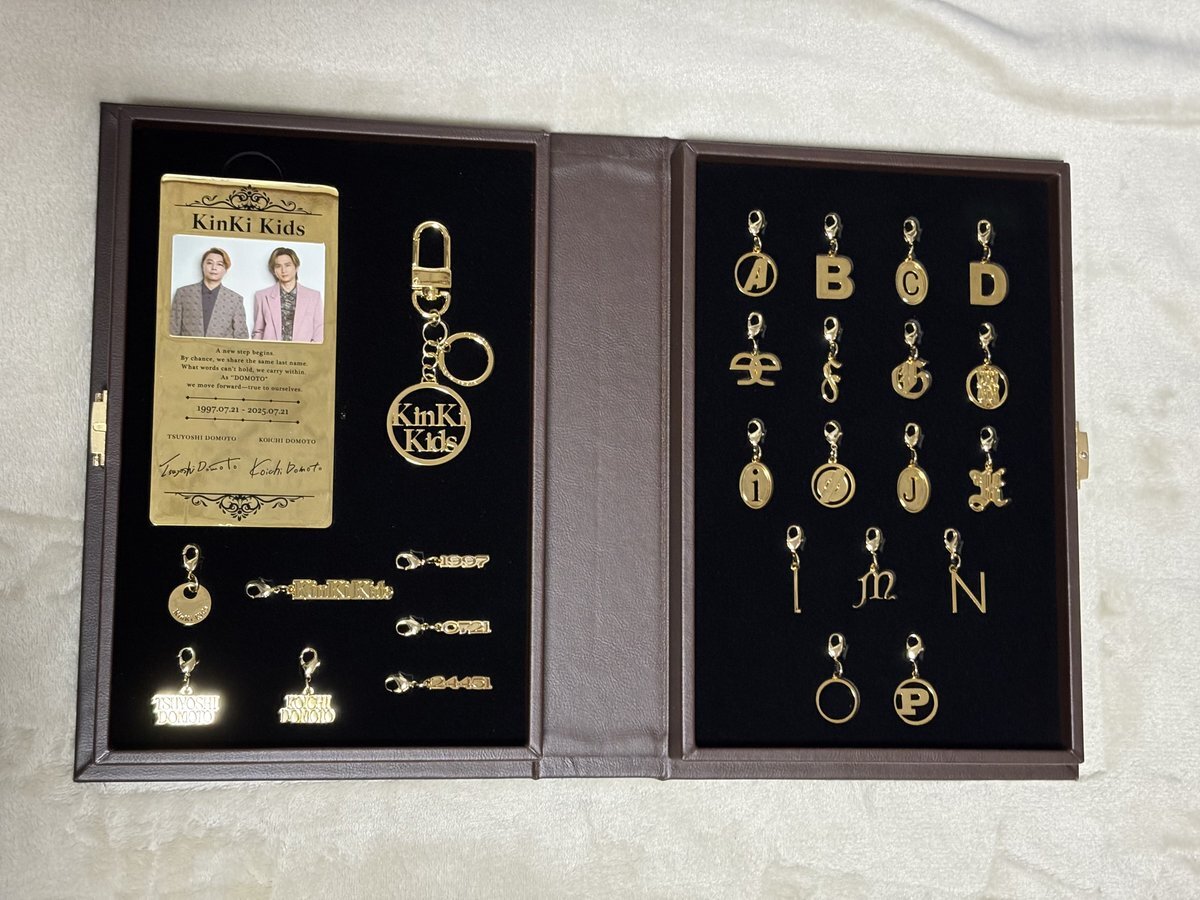 KinKi Kids
A new step begins.
By chance, we share the same last name.
What words can't hold, we carry within.
As "DOMOTO"
we move forward—true to ourselves.
1997.07.21 - 2025.07.21
TSUYOSHI DOMOTO KOICHI DOMOTO
Tsuyoshi Domoto Koichi Domoto
KinKi
Kids
1997
KinKi Kids
0721
24451
TSUYOSHI
DOMOTO
KOICHI
DOMOTO
A B C D
i J K
L m N
O P